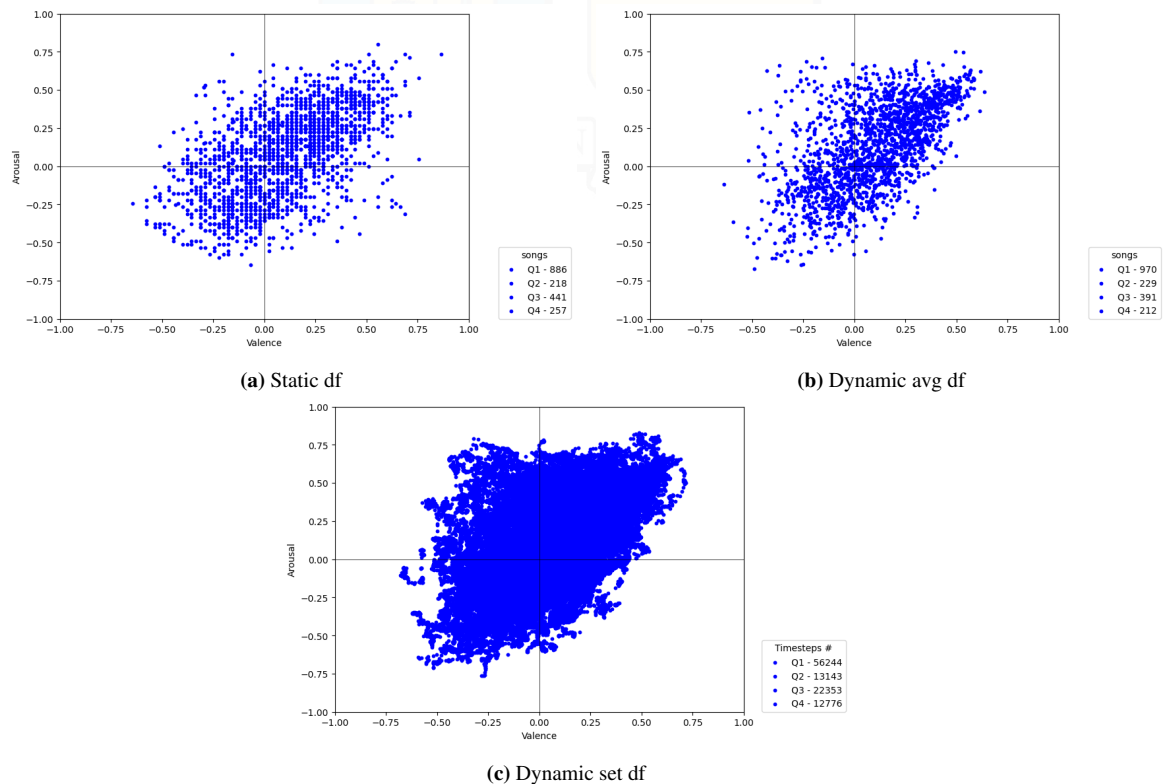 1.00
0.75
0.50
0.25
0.00
−0.25
−0.50
−0.75
−1.00
Arousal
−1.00 −0.75 −0.50 −0.25 0.00 0.25 0.50 0.75 1.00
Valence
songs
Q1 - 886
Q2 - 218
Q3 - 441
Q4 - 257
(a) Static df
1.00
0.75
0.50
0.25
0.00
−0.25
−0.50
−0.75
−1.00
Arousal
−1.00 −0.75 −0.50 −0.25 0.00 0.25 0.50 0.75 1.00
Valence
songs
Q1 - 970
Q2 - 229
Q3 - 391
Q4 - 212
(b) Dynamic avg df
1.00
0.75
0.50
0.25
0.00
−0.25
−0.50
−0.75
−1.00
Arousal
−1.00 −0.75 −0.50 −0.25 0.00 0.25 0.50 0.75 1.00
Valence
Timesteps #
Q1 - 56244
Q2 - 13143
Q3 - 22353
Q4 - 12776
(c) Dynamic set df